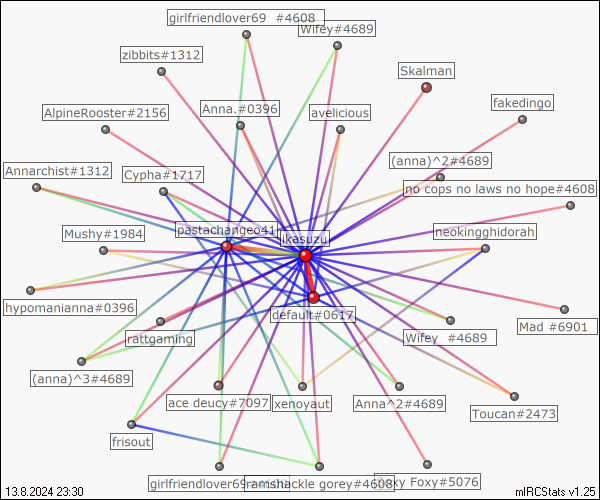 girlfriendlover69 #4608
Wifey#4689
zibbits#1312
Skalman
AlpineRooster#2156
Anna.#0396
avelicious
fakedingo
(anna)^2#4689
Annarchist#1312
Cypha#1717
no cops no laws no hope#4608
pastachangeo41
Mushy#1984
ikasuzu
neokingghidorah
hypomanianna#0396
default#0617
rattgaming
Wifey #4689
Mad #6901
(anna)^3#4689
ace deucy#7097
xenoyaut
Anna^2#4689
Toucan#2473
frisout
ramshackle gorey#4608
Foxy#5076
13.8.2024 23:30
mIRCStats v1.25